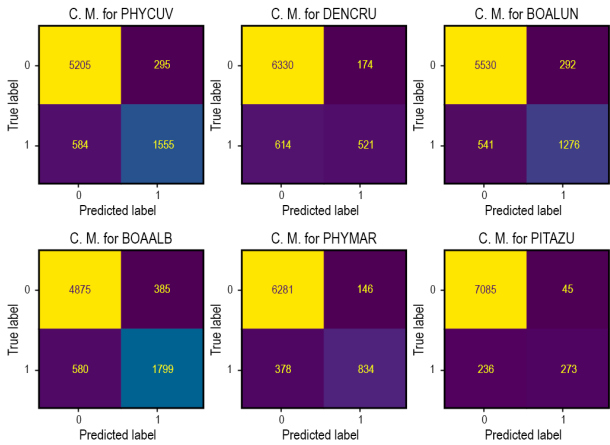 C. M. for PHYCUV
True label
0
5205
295
1
584
1555
0
1
Predicted label
C. M. for DENCRU
True label
0
6330
174
1
614
521
0
1
Predicted label
C. M. for BOALUN
True label
0
5530
292
1
541
1276
0
1
Predicted label
C. M. for BOAALB
True label
0
4875
385
1
580
1799
0
1
Predicted label
C. M. for PHYMAR
True label
0
6281
146
1
378
834
0
1
Predicted label
C. M. for PITAZU
True label
0
7085
45
1
236
273
0
1
Predicted label